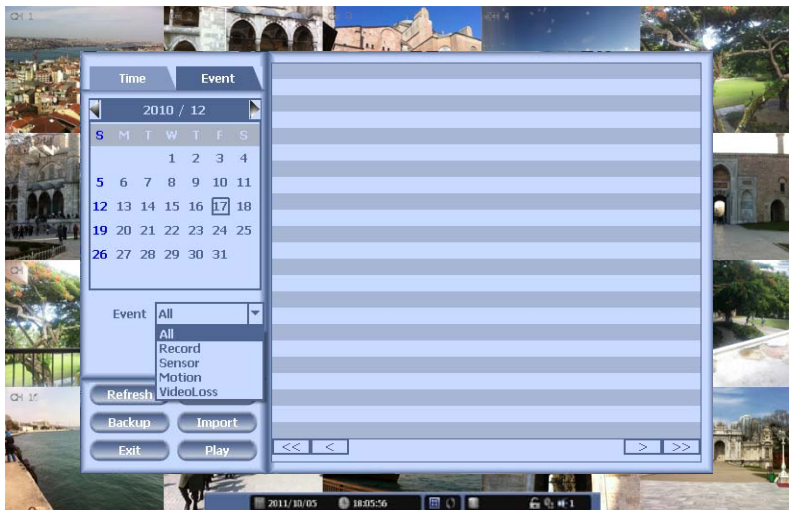 CH 1
CH 4
Time Event
2010 / 12
S M T W T F S
1 2 3 4
5 6 7 8 9 10 11
12 13 14 15 16 17 18
19 20 21 22 23 24 25
26 27 28 29 30 31
Event All
All
Record
Sensor
Motion
VideoLoss
Refresh
Backup Import
Exit Play
<< < > >>
2011/10/05 18:05:56 1